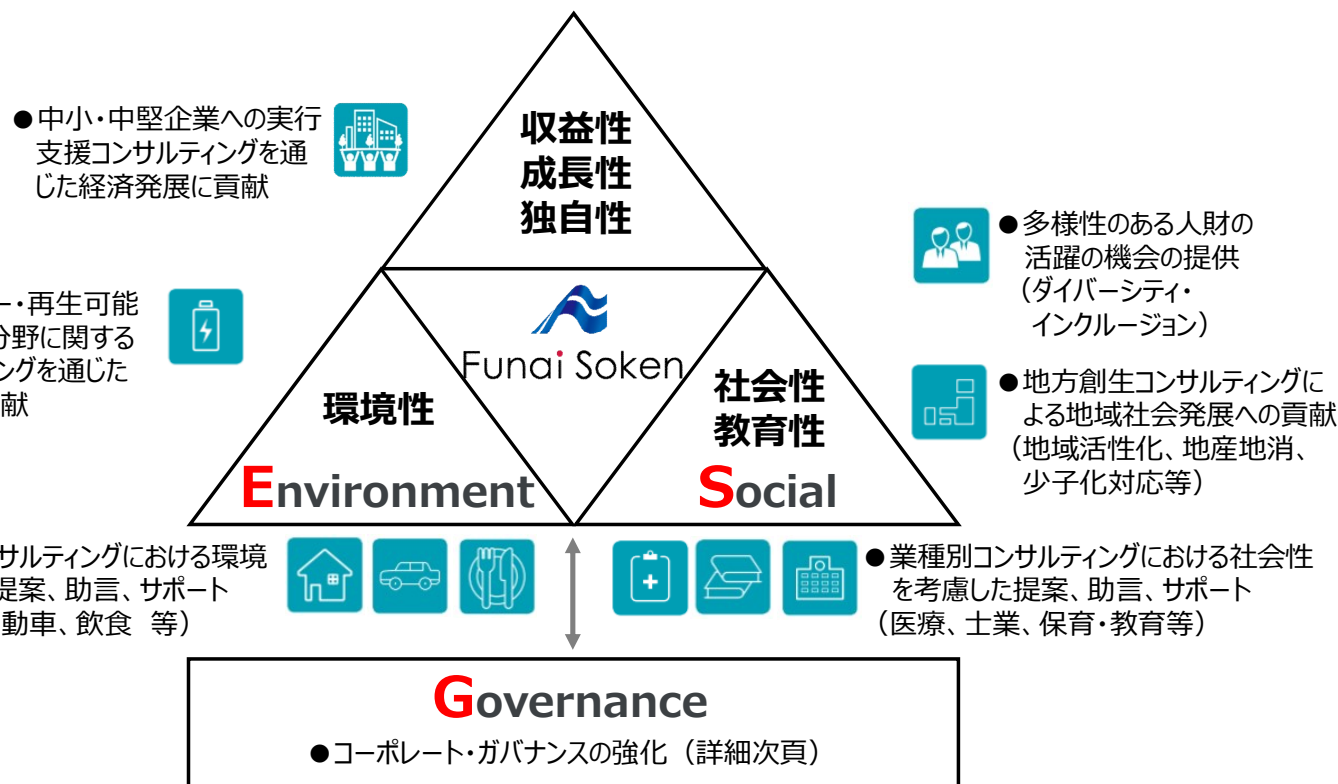 ●中小・中堅企業への実行
支援コンサルティングを通
じた経済発展に貢献
収益性
成長性
独自性
●多様性のある人財の
活躍の機会の提供
（ダイバーシティ・
インクルージョン）
ー・再生可能
分野に関する
ングを通じた
献
Funai Soken
環境性
Environment
社会性
教育性
Social
●地方創生コンサルティングに
よる地域社会発展への貢献
（地域活性化、地産地消、
少子化対応等）
サルティングにおける環境
提案、助言、サポート
動車、飲食 等）
●業種別コンサルティングにおける社会性
を考慮した提案、助言、サポート
（医療、士業、保育・教育等）
Governance
●コーポレート・ガバナンスの強化（詳細次頁）